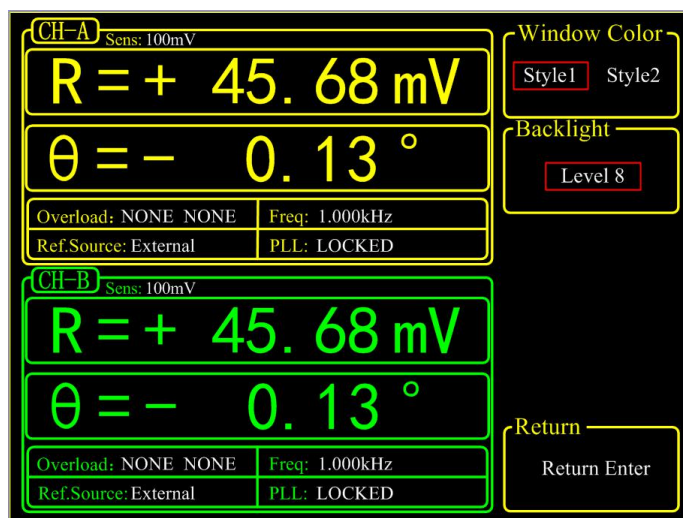 CH-A Sens: 100mV
R = + 45.68 mV
θ = - 0.13 °
Overload: NONE NONE Freq: 1.000kHz
Ref.Source: External PLL: LOCKED
CH-B Sens: 100mV
R = + 45.68 mV
θ = - 0.13 °
Overload: NONE NONE Freq: 1.000kHz
Ref.Source: External PLL: LOCKED
Window Color
Style1 Style2
Backlight
Level 8
Return
Return Enter